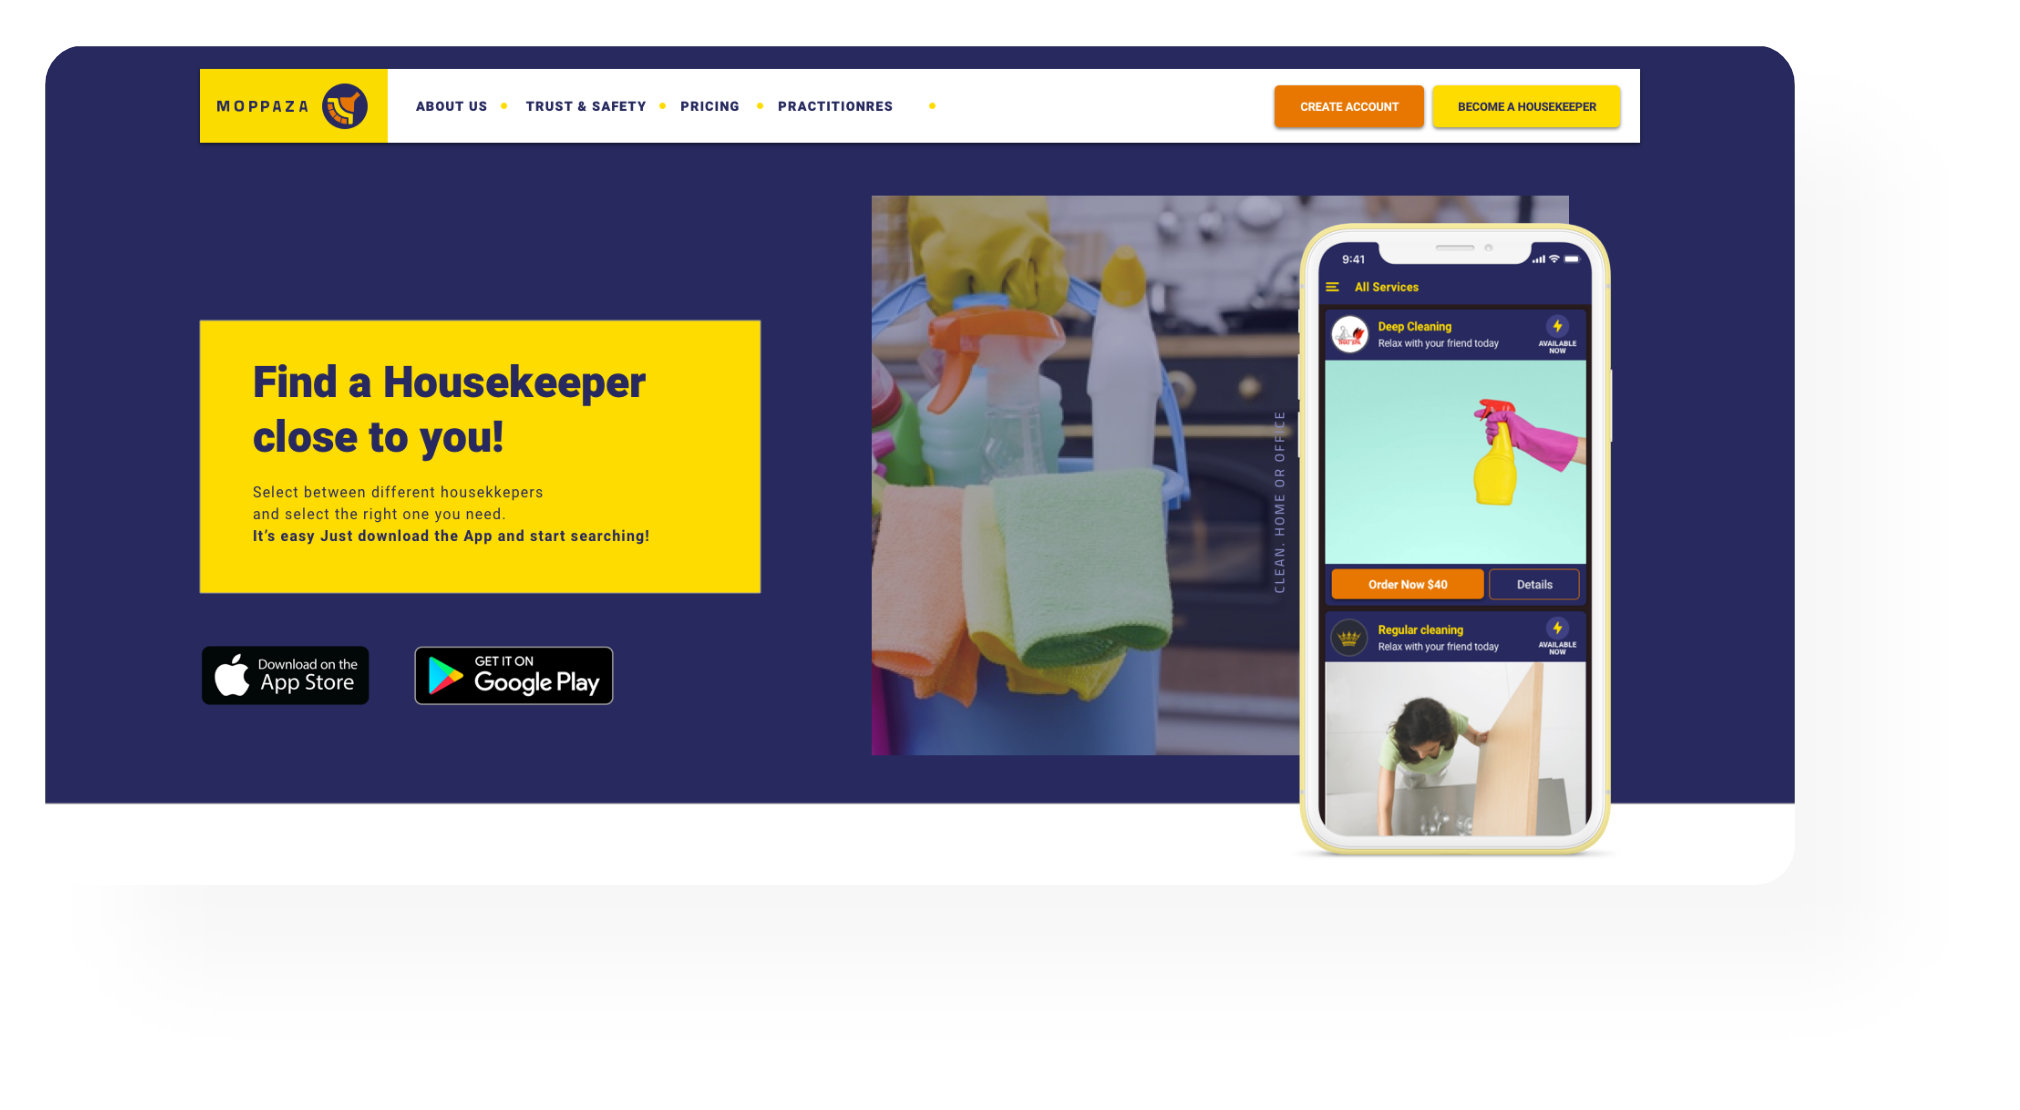 MOPPAZA
ABOUT US
TRUST & SAFETY
PRICING
PRACTITIONRES
CREATE ACCOUNT
BECOME A HOUSEKEEPER
Find a Housekeeper
close to you!
Select between different housekkepers
and select the right one you need.
It's easy Just download the App and start searching!
Download on the
App Store
GET IT ON
Google Play
CLEAN. HOME OR OFFICE
9:41
All Services
Deep Cleaning
Relax with your friend today
AVAILABLE
NOW
Order Now $40
Details
Regular cleaning
Relax with your friend today
AVAILABLE
NOW